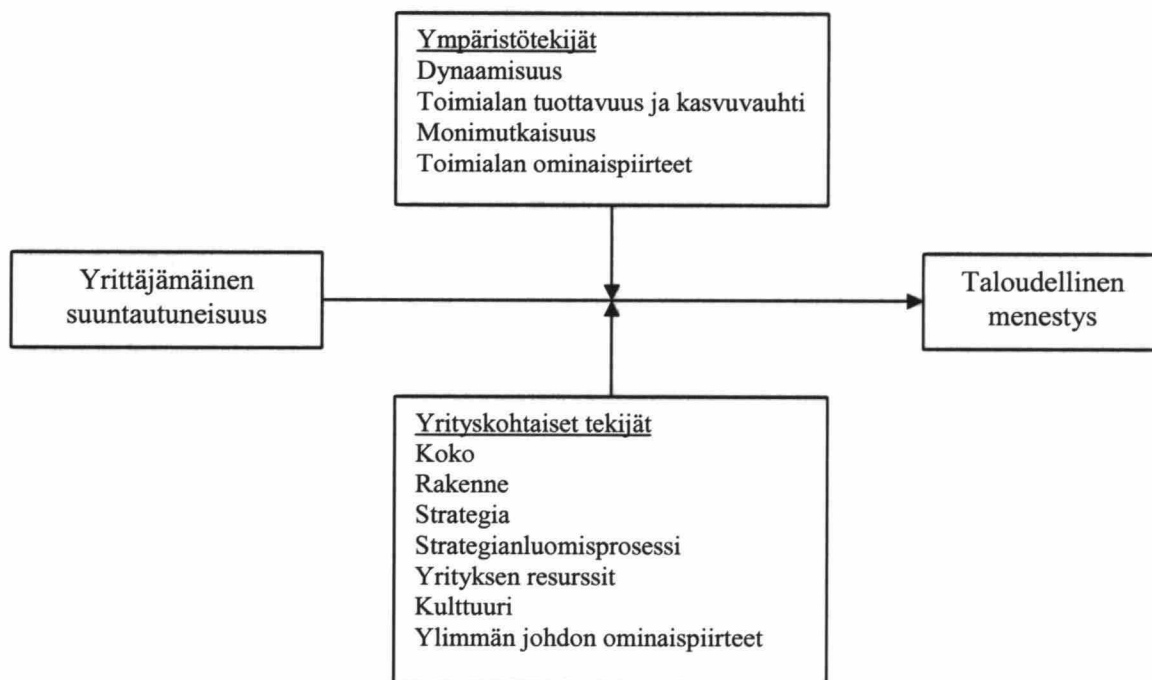 Ympäristötekijät
Dynaamisuus
Toimialan tuottavuus ja kasvuvauhti
Monimutkaisuus
Toimialan ominaispiirteet
Yrittäjämäinen
suuntautuneisuus
Taloudellinen
menestys
Yrityskohtaiset tekijät
Koko
Rakenne
Strategia
Strategianluomisprosessi
Yrityksen resurssit
Kulttuuri
Ylimmän johdon ominaispiirteet